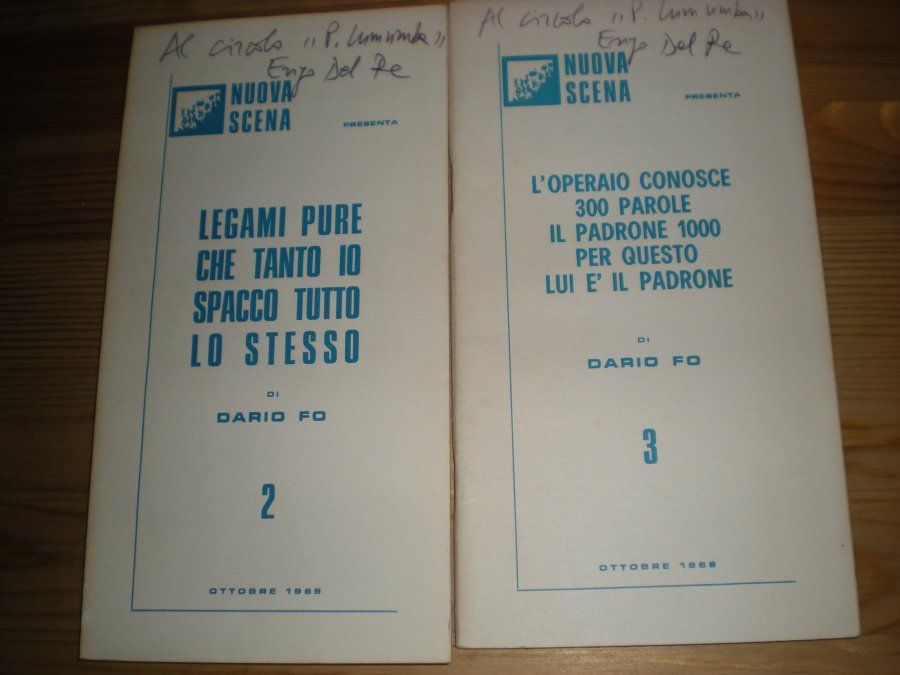 Al circolo „P. Lumumba"
Enzo Del Re
NUOVA
SCENA
PRESENTA
LEGAMI PURE
CHE TANTO IO
SPACCO TUTTO
LO STESSO
DI
DARIO FO
2
OTTOBRE 1969
Al circolo „P. Lumumba"
Enzo Del Re
NUOVA
SCENA
PRESENTA
L'OPERAIO CONOSCE
300 PAROLE
IL PADRONE 1000
PER QUESTO
LUI E' IL PADRONE
DI
DARIO FO
3
OTTOBRE 1969